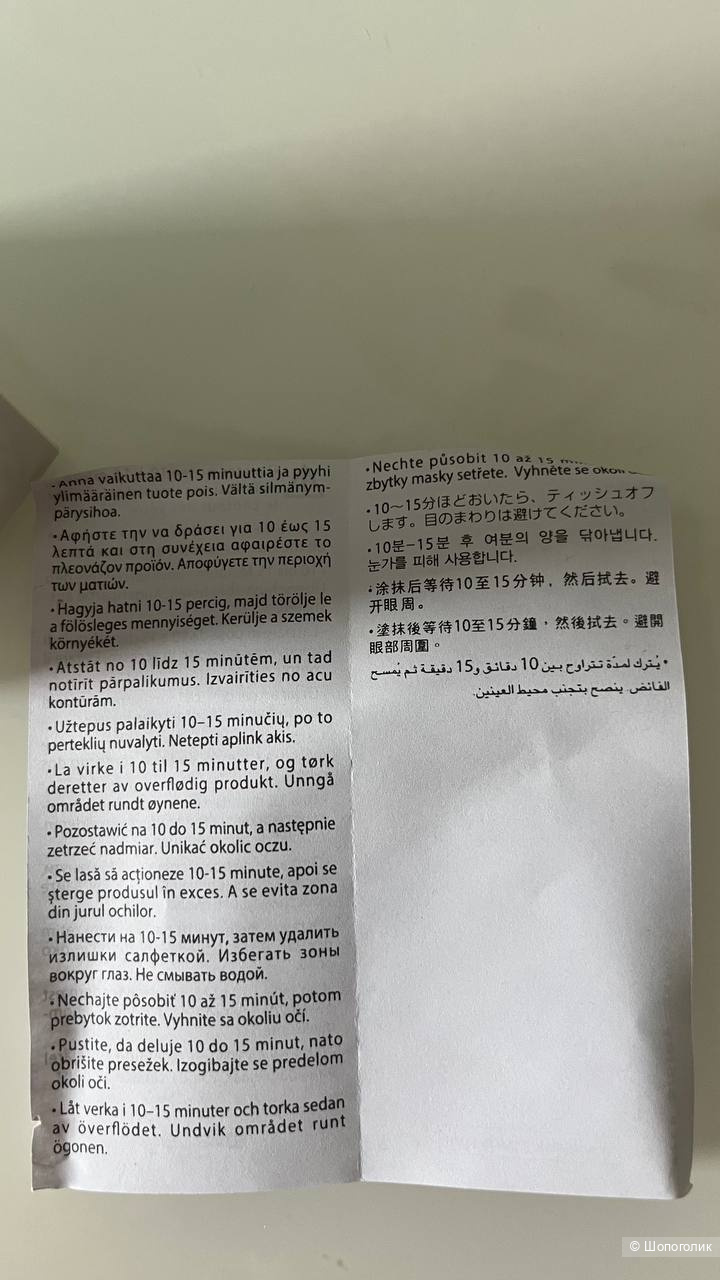 • Anna vaikuttaa 10-15 minuuttia ja pyyhi
ylimääräinen tuote pois. Vältä silmänym-
pärysihoa.
• Αφήστε την να δράσει για 10 έως 15
λεπτά και στη συνέχεια αφαιρέστε το
πλεονάζον προϊόν. Αποφύγετε την περιοχή
των ματιών.
• Hagyja hatni 10-15 percig, majd törölje le
a fölösleges mennyiséget. Kerülje a szemek
környékét.
• Atstāt no 10 līdz 15 minūtēm, un tad
notīrīt pārpalikumus. Izvairīties no acu
kontūrām.
• Užtepus palaikyti 10–15 minučių, po to
perteklių nuvalyti. Netepti aplink akis.
• La virke i 10 til 15 minutter, og tørk
deretter av overflødig produkt. Unngå
området rundt øynene.
• Pozostawić na 10 do 15 minut, a następnie
zetrzeć nadmiar. Unikać okolic oczu.
• Se lasă să acționeze 10-15 minute, apoi se
șterge produsul în exces. A se evita zona
din jurul ochilor.
• Нанести на 10-15 минут, затем удалить
излишки салфеткой. Избегать зоны
вокруг глаз. Не смывать водой.
• Nechajte pôsobiť 10 až 15 minút, potom
prebytok zotrite. Vyhnite sa okoliu očí.
• Pustite, da deluje 10 do 15 minut, nato
obrišite presežek. Izogibajte se predelom
okoli oči.
• Låt verka i 10–15 minuter och torka sedan
av överflödet. Undvik området runt
ögonen.
• Nechte působit 10 až 15
zbytky masky setřete. Vyhněte se
• 10〜15分ほどおいたら、ティッシュオフ
します。目のまわりは避けてください。
• 10분–15분 후 여분의 양을 닦아냅니다.
눈가를 피해 사용합니다.
• 涂抹后等待10至15分钟，然后拭去。避
开眼周。
• 塗抹後等待10至15分鐘，然後拭去。避開
眼部周圍。
• يُترك لمدّة تتراوح بين 10 دقائق و15 دقيقة ثم يُمسح
الفائض. ينصح بتجنب محيط العينين.
© Шопоголик